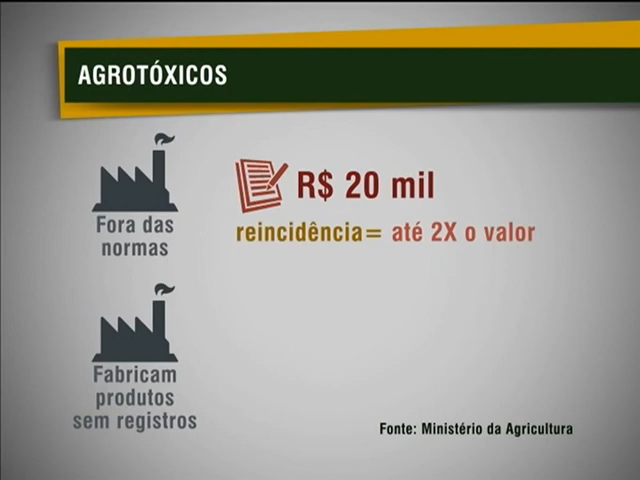 AGROTÓXICOS
Fora das
normas
R$ 20 mil
reincidência= até 2X o valor
Fabricam
produtos
sem registros
Fonte: Ministério da Agricultura